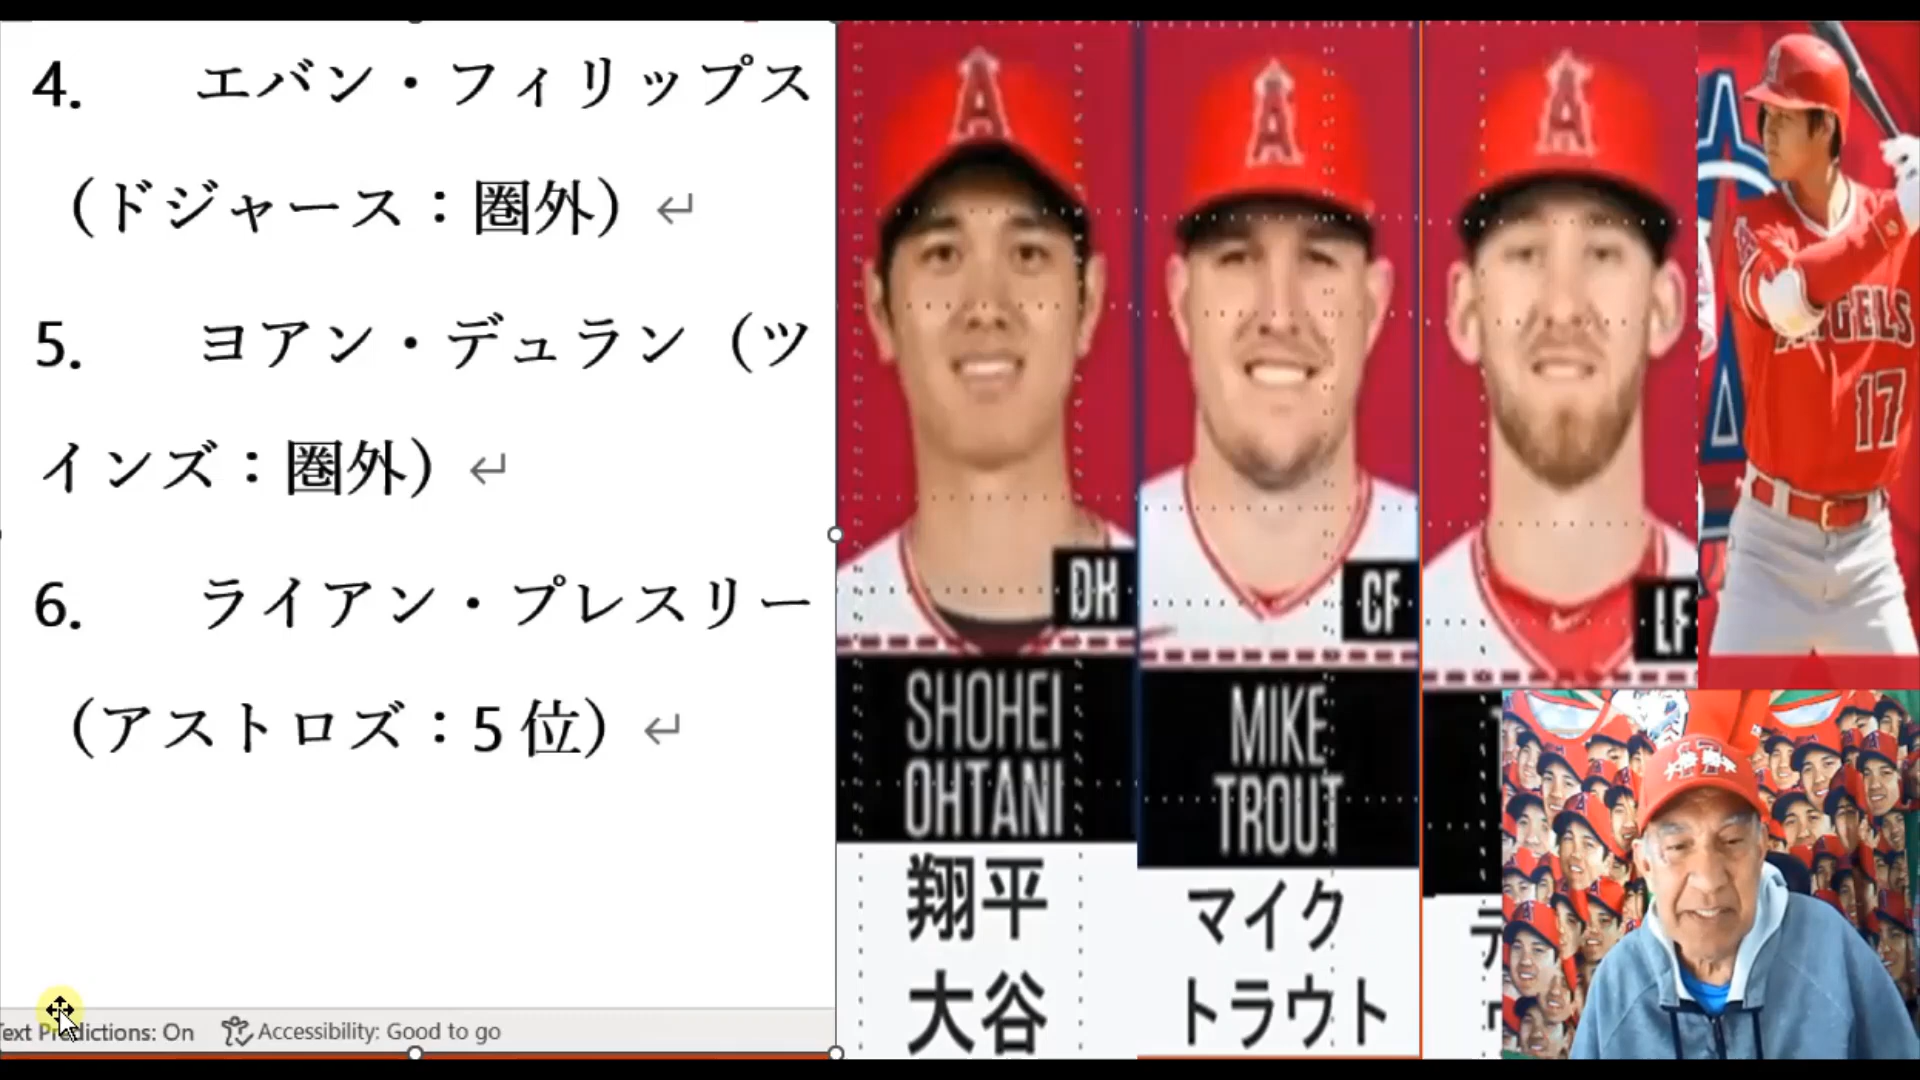 4. エバン・フィリップス
（ドジャース：圏外）
5. ヨアン・デュラン（ツ
インズ：圏外）
6. ライアン・プレスリー
（アストロズ：5 位）
ext Predictions: On Accessibility: Good to go
DH
SHOHEI
OHTANI
翔平
大谷
CF
MIKE
TROUT
マイク
トラウト
LF
ANGELS
17